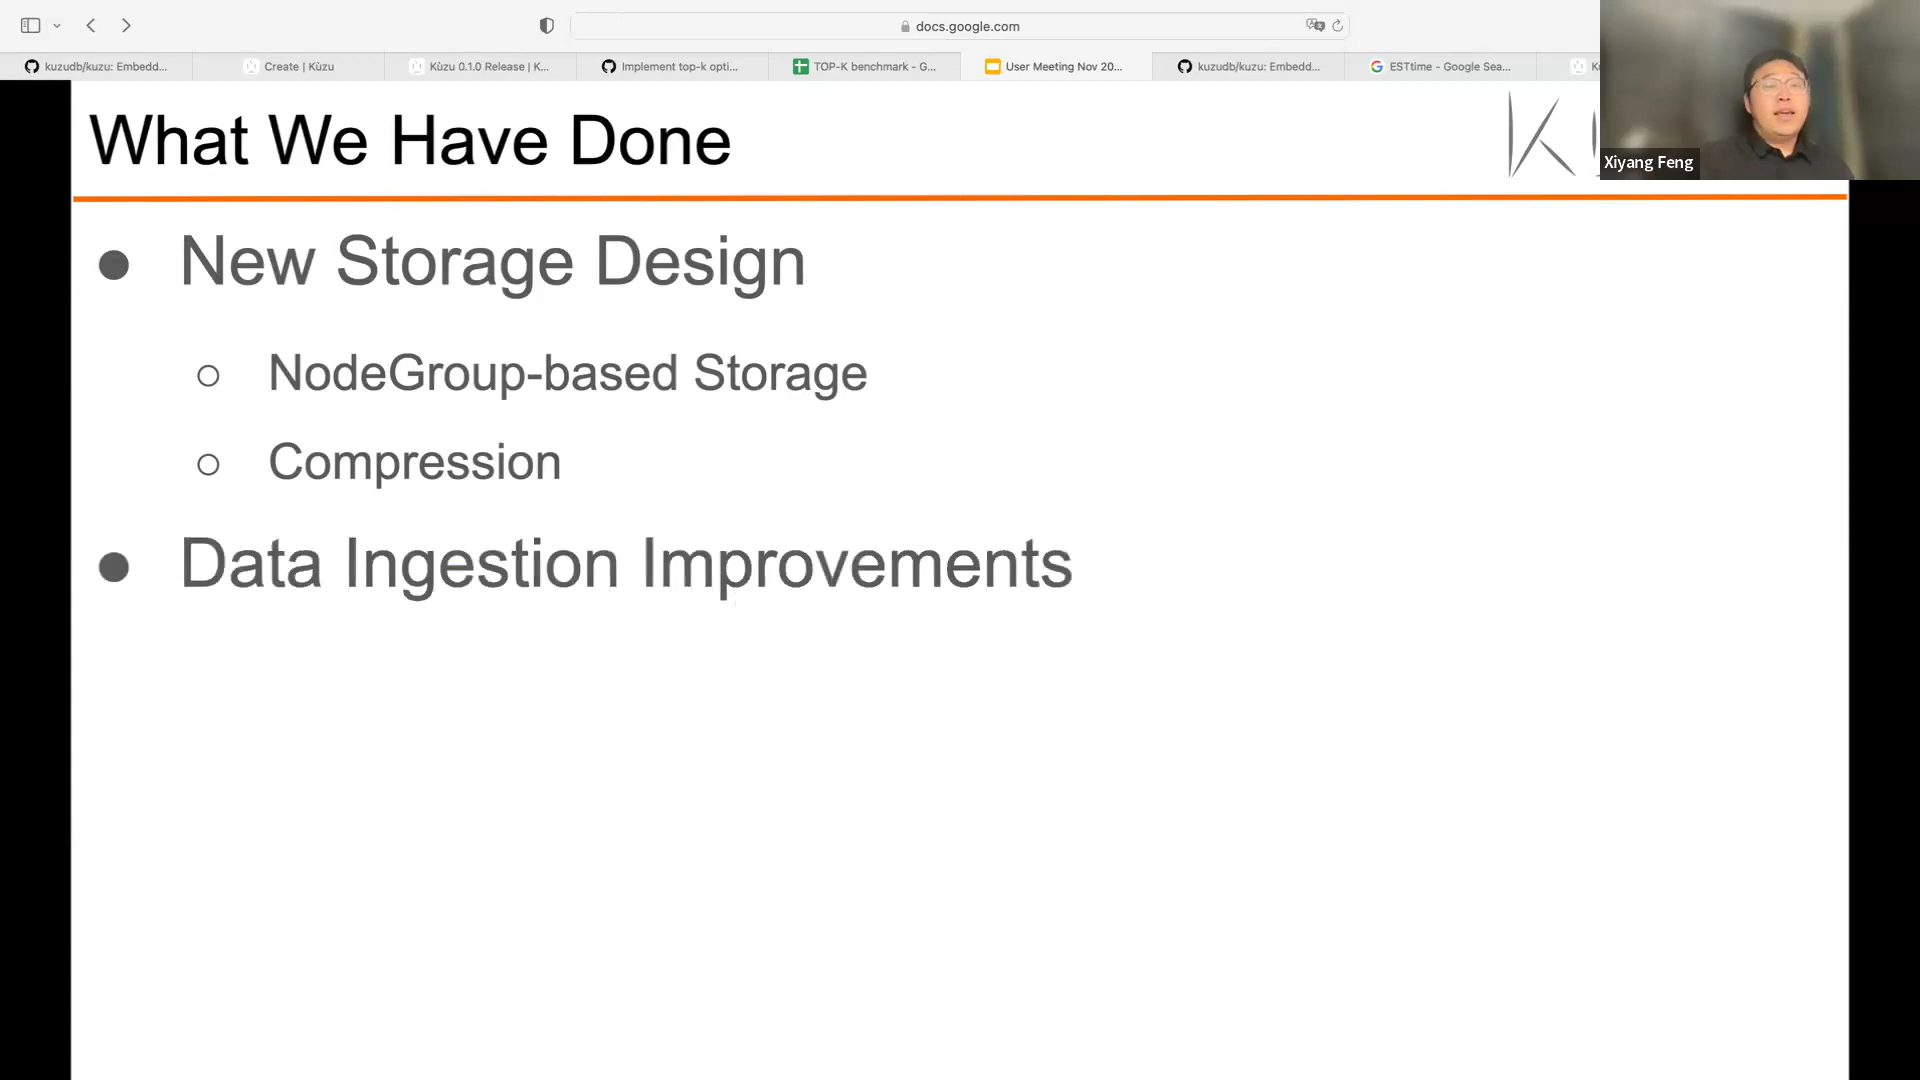 docs.google.com
kuzudb/kuzu: Embedd...
Create | Kùzu
Kùzu 0.1.0 Release | K...
Implement top-k opti...
TOP-K benchmark - G...
User Meeting Nov 20...
kuzudb/kuzu: Embedd...
ESTtime - Google Sea...
What We Have Done
K
Xiyang Feng
● New Storage Design
○ NodeGroup-based Storage
○ Compression
● Data Ingestion Improvements